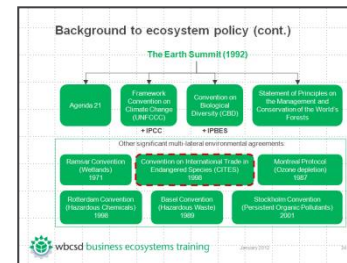 Background to ecosystem policy (cont.)
The Earth Summit (1992)
Agenda 21
Framework
Convention on
Climate Change
(UNFCCC)
Convention on
Biological
Diversity (CBD)
Statement of Principles on
the Management and
Conservation of the World's
Forests
+ IPCC
+ IPBES
Other significant multi-lateral environmental agreements:
Ramsar Convention
(Wetlands)
1971
Convention on International Trade in
Endangered Species (CITES)
1998
Montreal Protocol
(Ozone depletion)
1987
Rotterdam Convention
(Hazardous Chemicals)
1998
Basel Convention
(Hazardous Waste)
1989
Stockholm Convention
(Persistent Organic Pollutants)
2001
wbcsd business ecosystems training